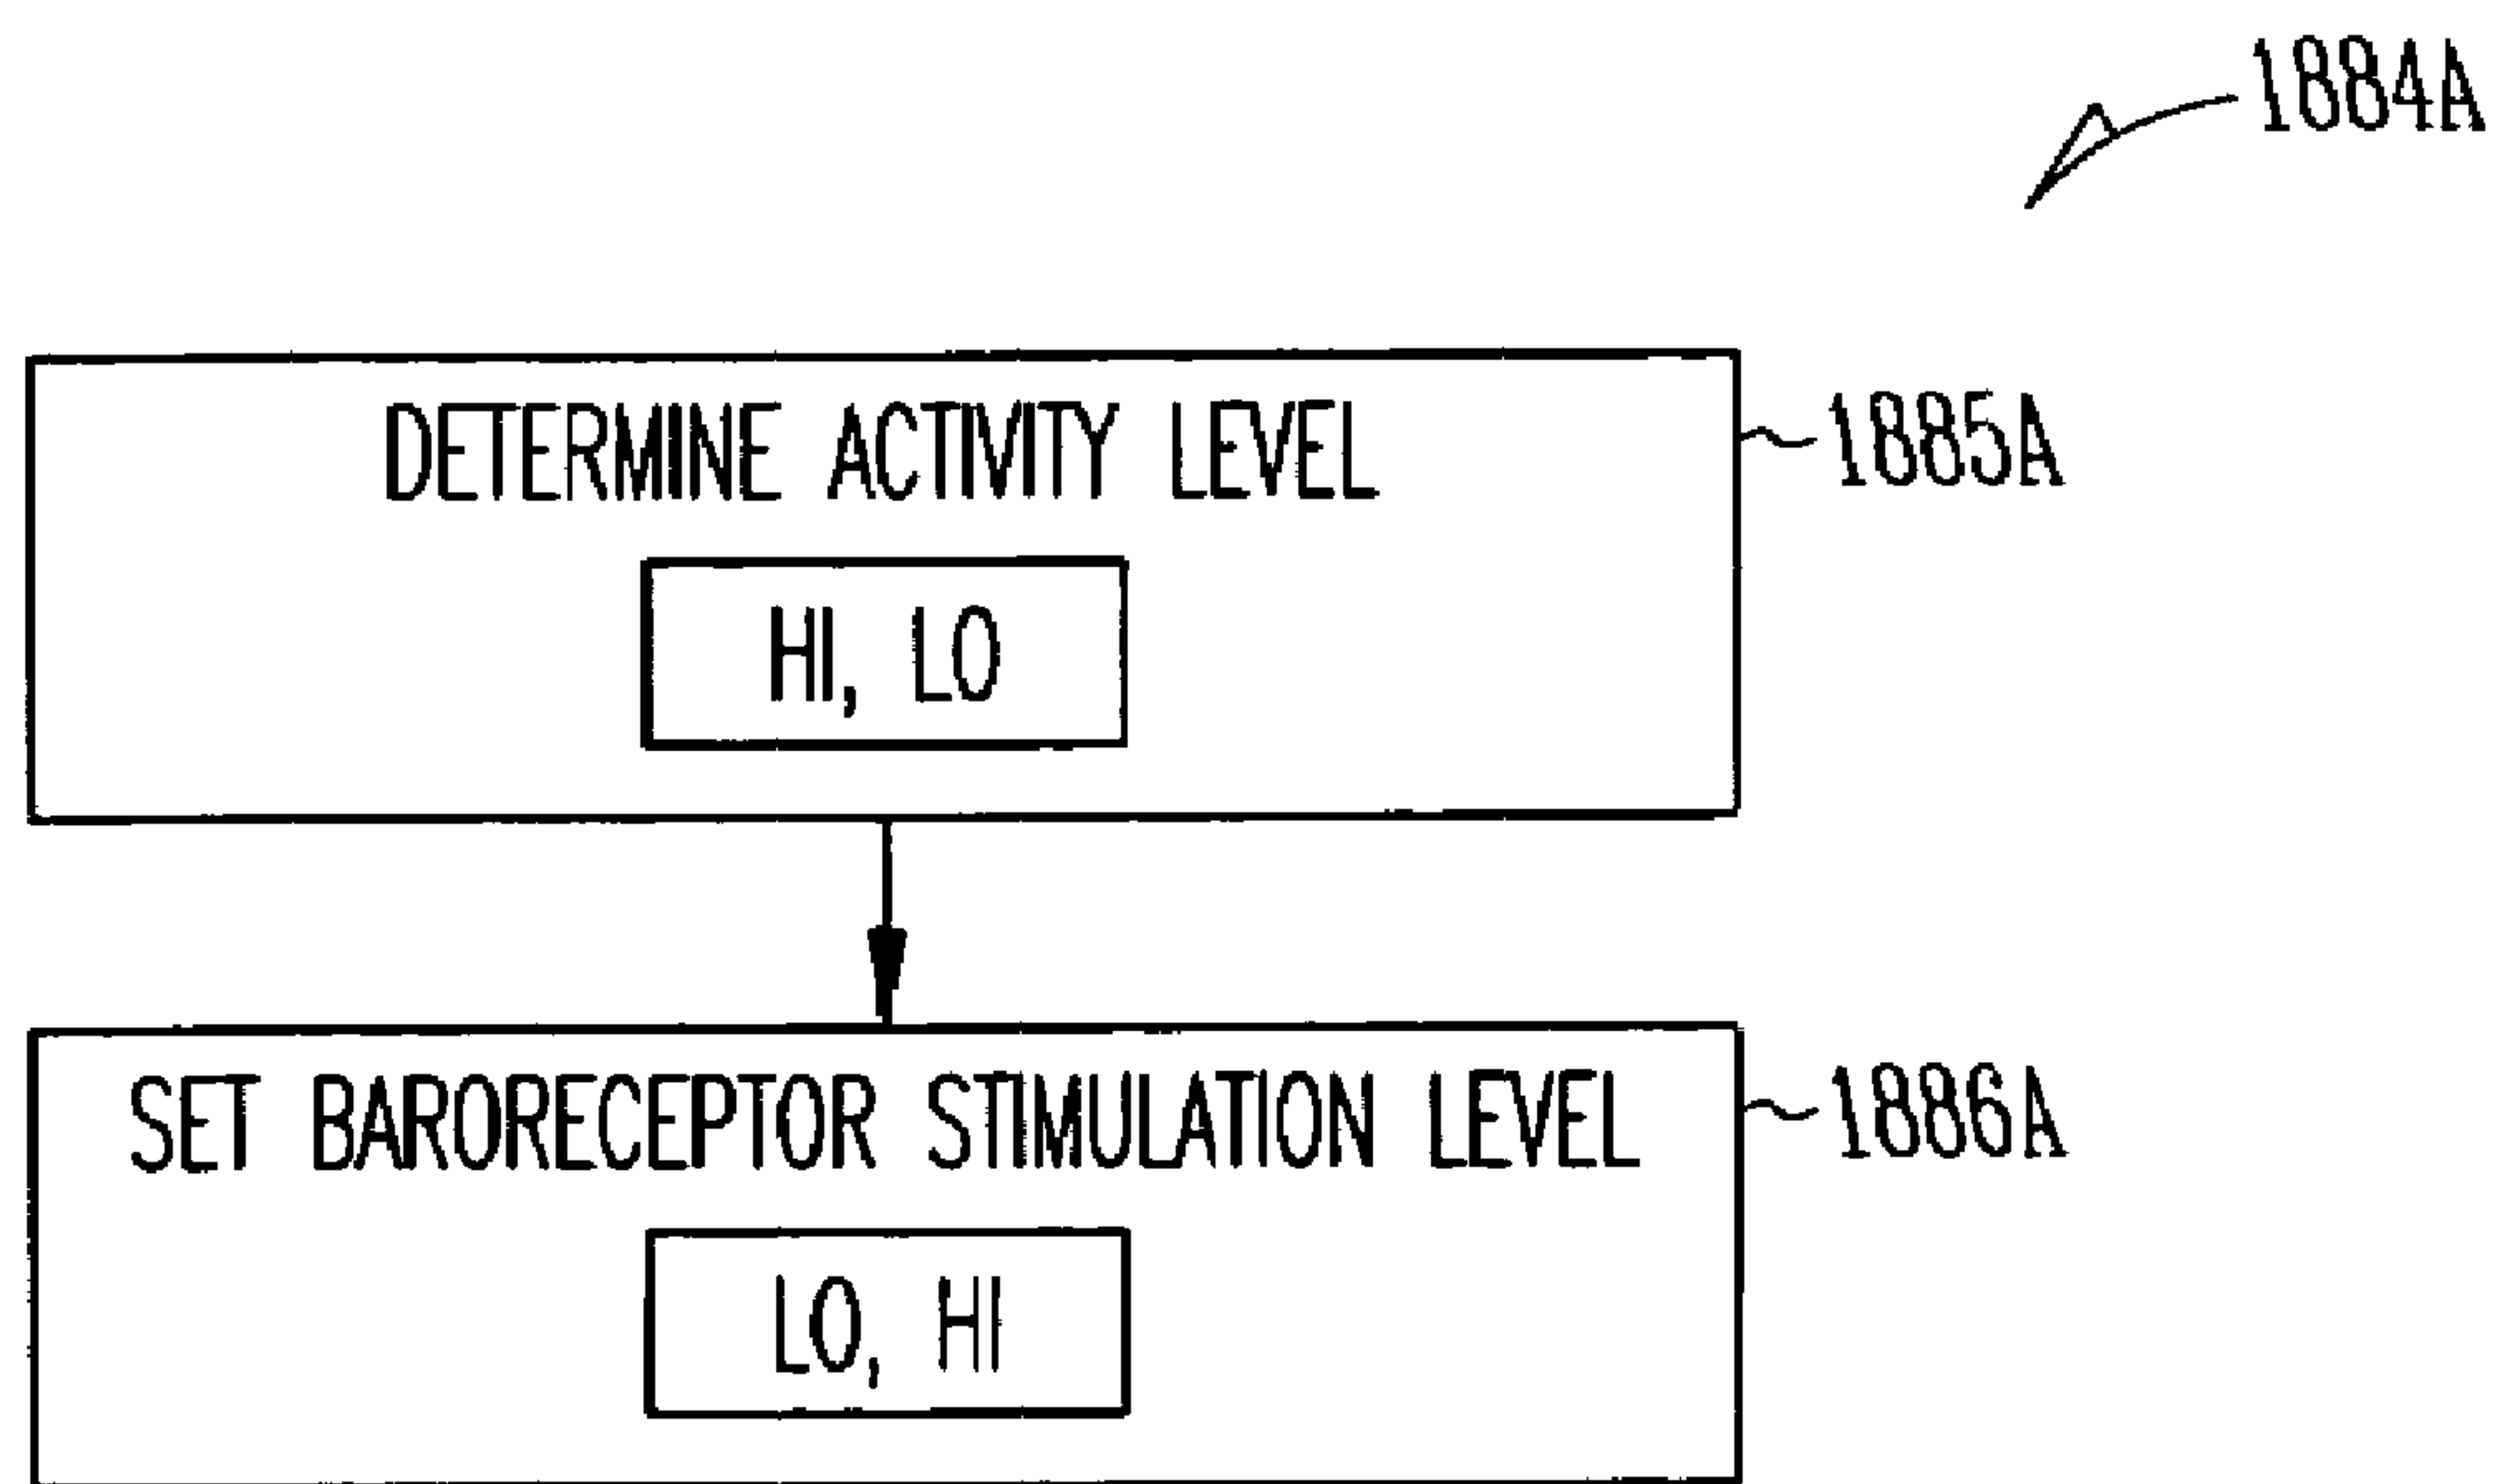 1884A
DETERMINE ACTIVITY LEVEL
1885A
HI, LO
SET BARORECEPTOR STIMULATION LEVEL
1886A
LO, HI